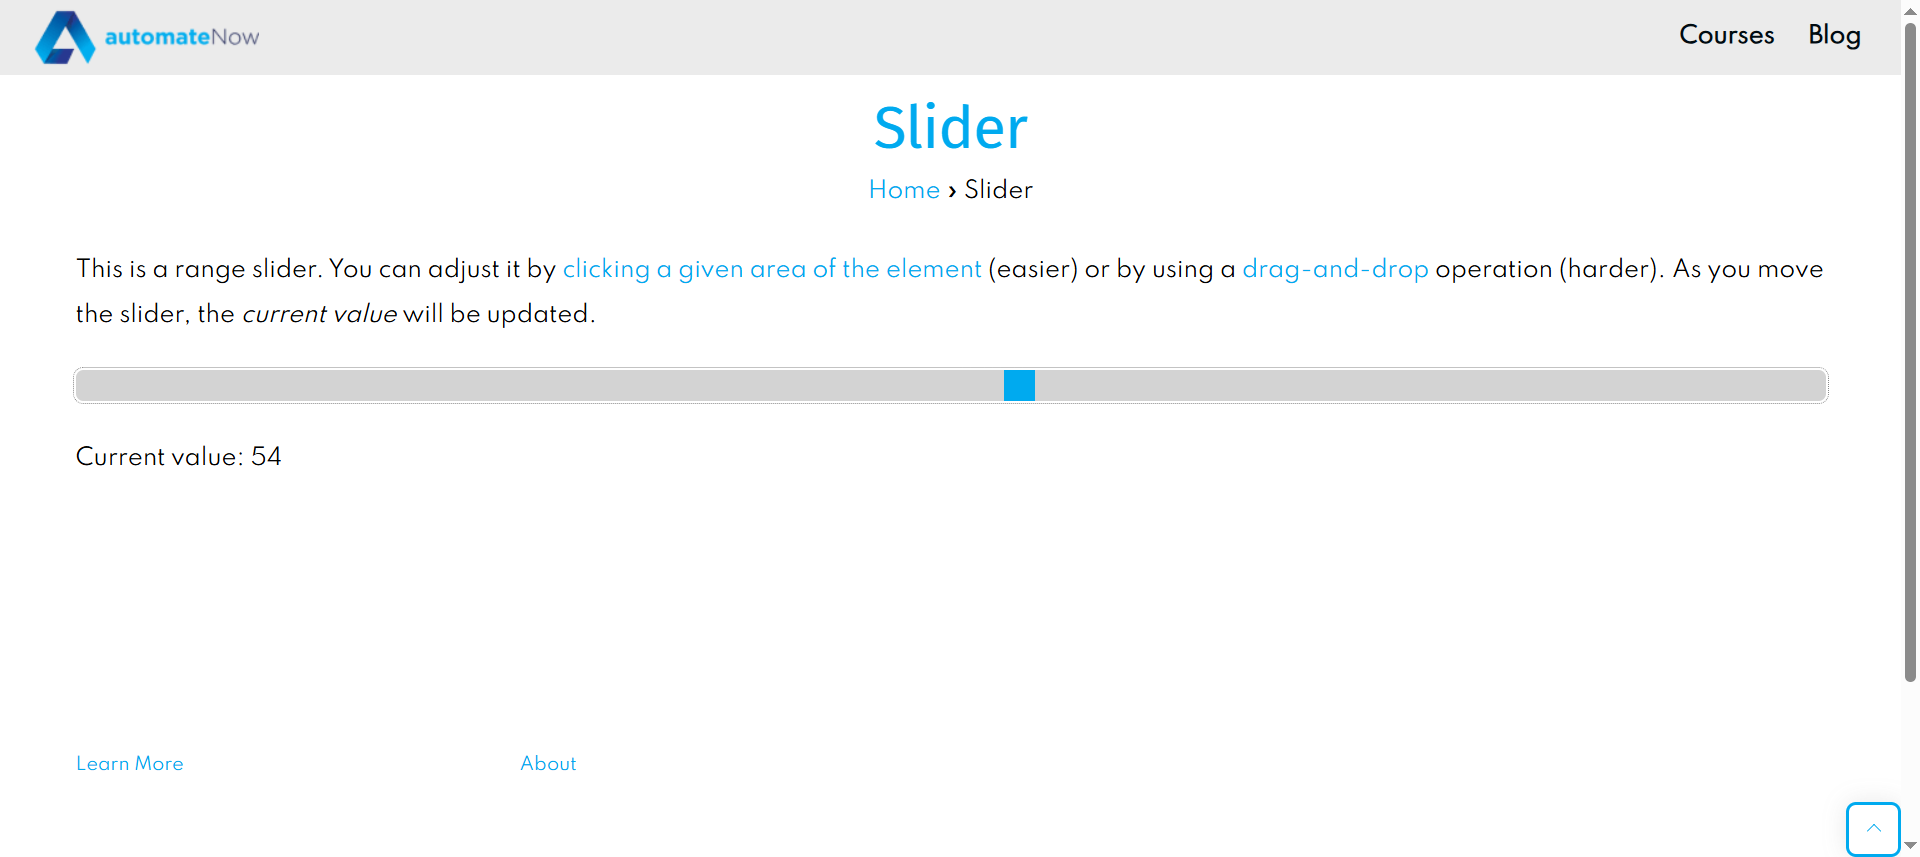 automateNow
Courses
Blog
Slider
Home › Slider
This is a range slider. You can adjust it by clicking a given area of the element (easier) or by using a drag-and-drop operation (harder). As you move
the slider, the current value will be updated.
Current value: 54
Learn More
About